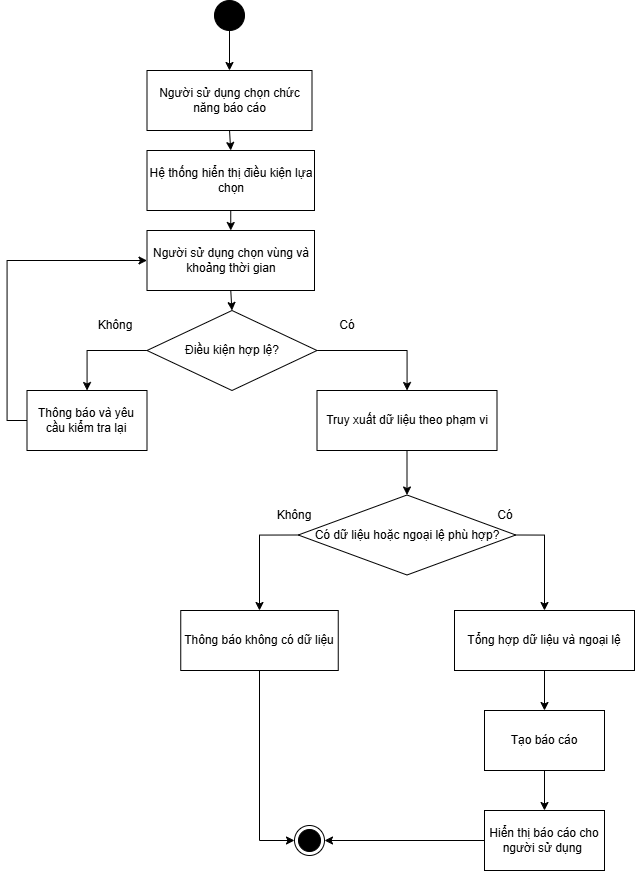 Người sử dụng chọn chức
năng báo cáo
Hệ thống hiển thị điều kiện lựa
chọn
Người sử dụng chọn vùng và
khoảng thời gian
Không
Có
Điều kiện hợp lệ?
Thông báo và yêu
cầu kiểm tra lại
Truy xuất dữ liệu theo phạm vi
Không
Có
Có dữ liệu hoặc ngoại lệ phù hợp?
Thông báo không có dữ liệu
Tổng hợp dữ liệu và ngoại lệ
Tạo báo cáo
Hiển thị báo cáo cho
người sử dụng